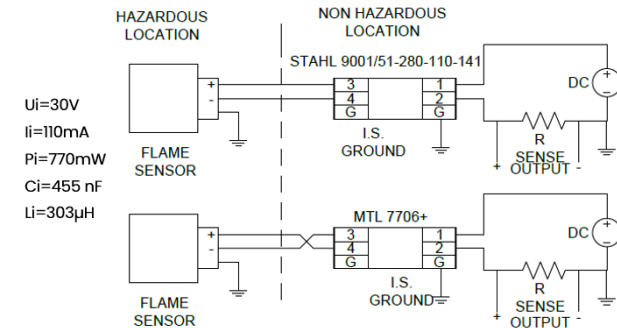 HAZARDOUS
LOCATION
NON HAZARDOUS
LOCATION
STAHL 9001/51-280-110-141
+
-
3
4
G
1
2
G
DC
+
-
I.S.
GROUND
R
+
SENSE
OUTPUT
-
FLAME
SENSOR
Ui=30V
Ii=110mA
Pi=770mW
Ci=455 nF
Li=303µH
MTL 7706+
+
-
3
4
G
1
2
G
DC
+
-
I.S.
GROUND
R
+
SENSE
OUTPUT
-
FLAME
SENSOR